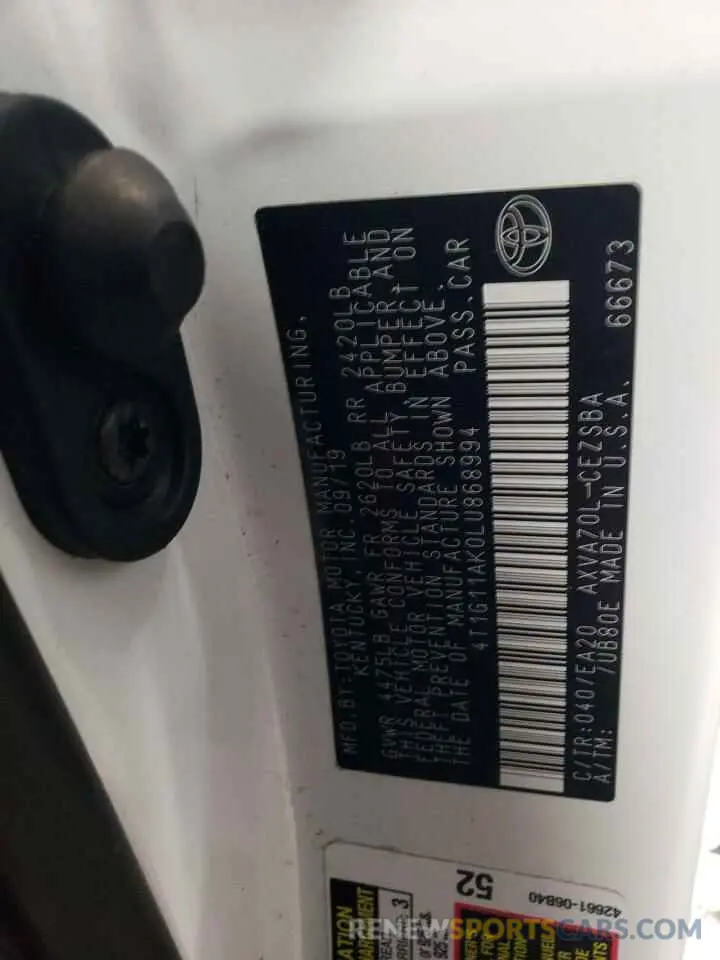 MFD.BY:TOYOTA MOTOR MANUFACTURING,
KENTUCKY, INC.09/19
GVWR 4475LB GAWR FR 2620LB RR 2420LB
THIS VEHICLE CONFORMS TO ALL APPLICABLE
FEDERAL MOTOR VEHICLE SAFETY, BUMPER, AND
THEFT PREVENTION STANDARDS IN EFFECT ON
THE DATE OF MANUFACTURE SHOWN ABOVE.
4T1G11AK0LU868994 PASS.CAR
C/TR:040/EA20 AXVA70L-CEZSBA
A/TM: /UB80E MADE IN U.S.A. 66673
52
42661-06B40
3
RENEWSPORTSCARS.COM